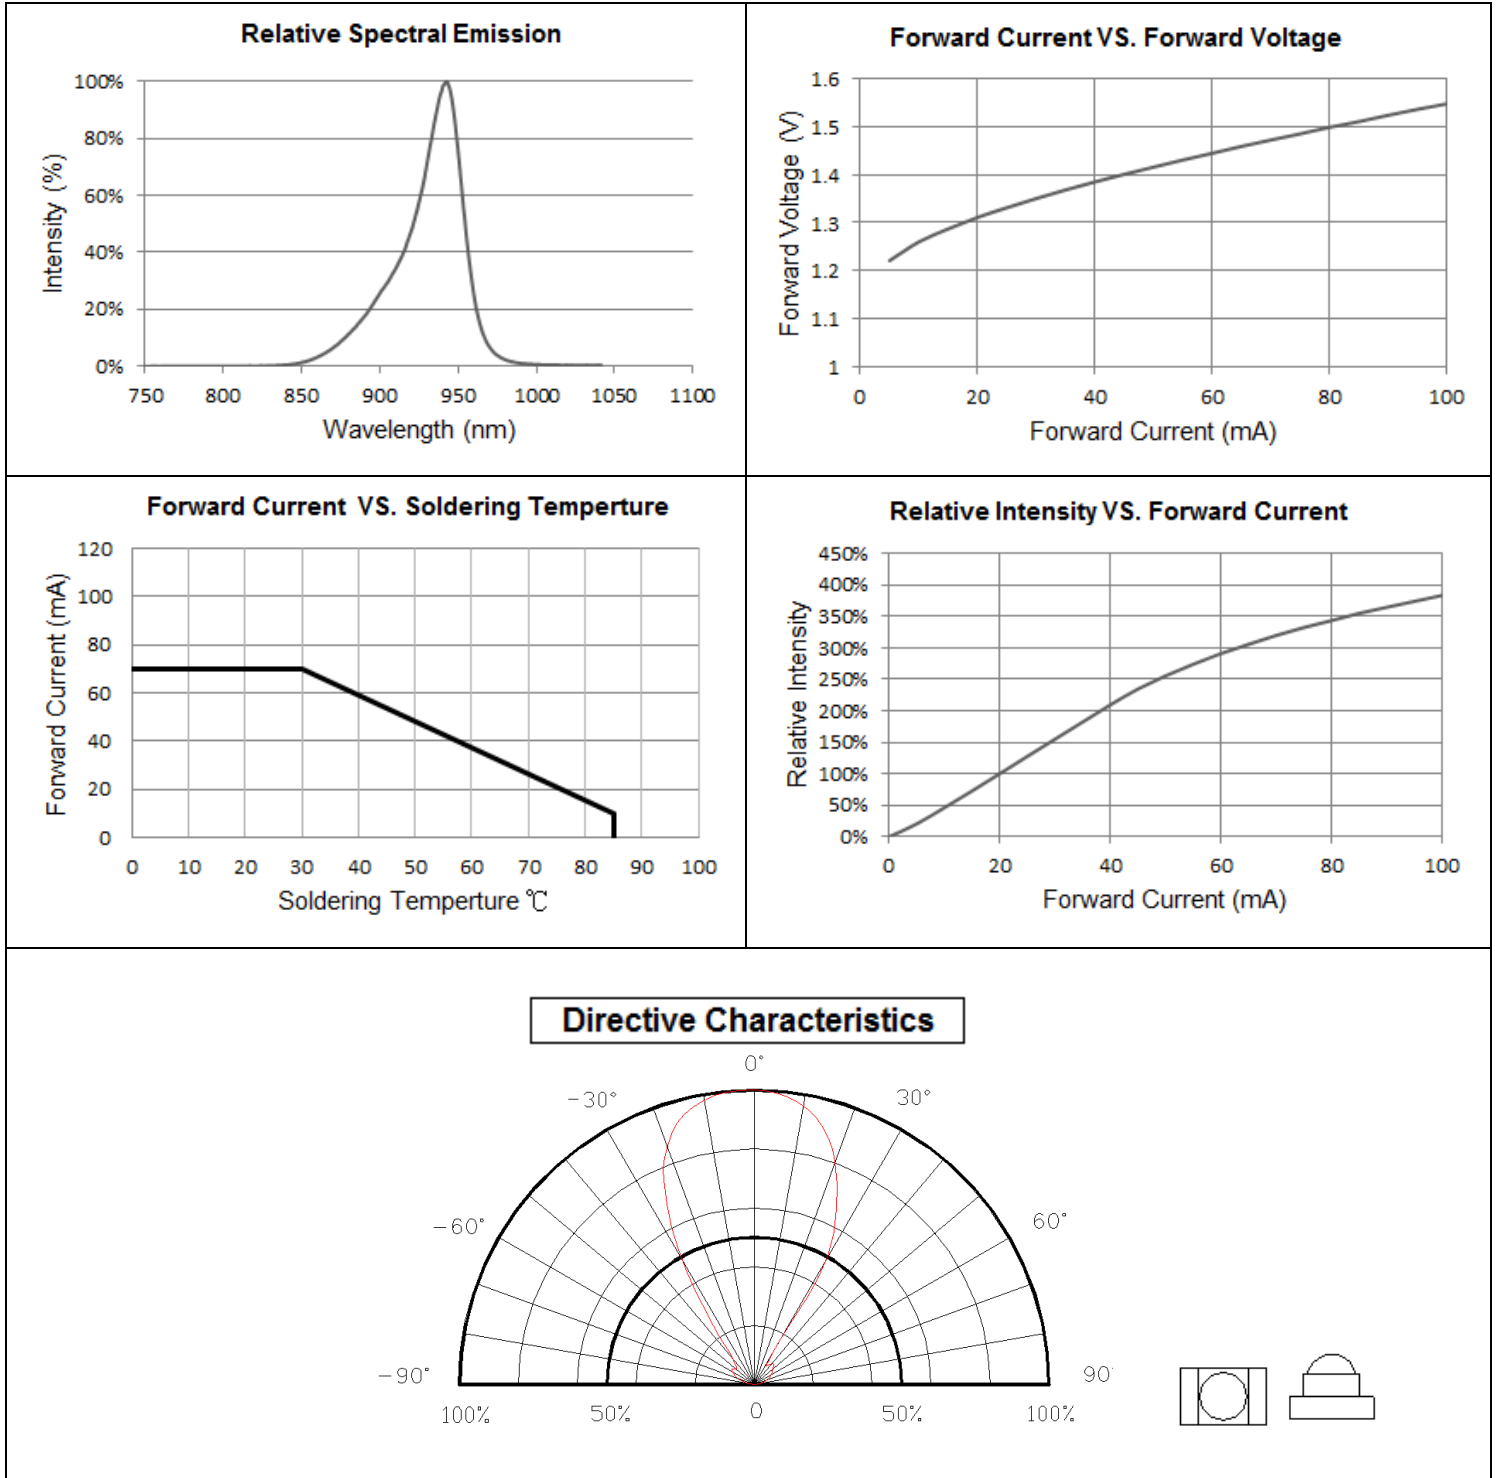 Relative Spectral Emission
100%
80%
60%
40%
20%
0%
Intensity (%)
750 800 850 900 950 1000 1050 1100
Wavelength (nm)
Forward Current VS. Forward Voltage
1.6
1.5
1.4
1.3
1.2
1.1
1
Forward Voltage (V)
0 20 40 60 80 100
Forward Current (mA)
Forward Current VS. Soldering Temperture
120
100
80
60
40
20
0
Forward Current (mA)
0 10 20 30 40 50 60 70 80 90 100
Soldering Temperture ℃
Relative Intensity VS. Forward Current
450%
400%
350%
300%
250%
200%
150%
100%
50%
0%
Relative Intensity
0 20 40 60 80 100
Forward Current (mA)
Directive Characteristics
0°
-30° 30°
-60° 60°
-90° 90
100% 50% 0 50% 100%